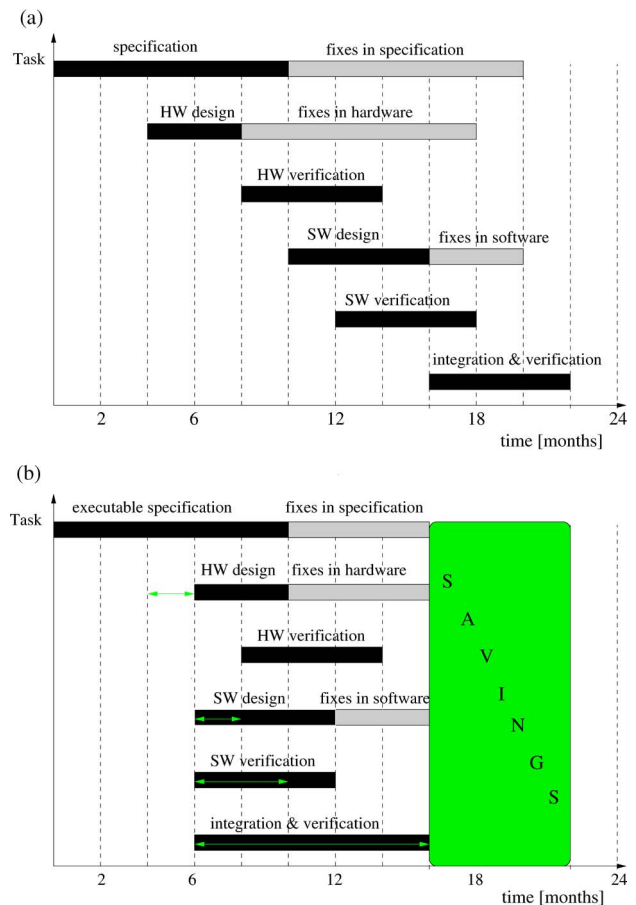 (a)
specification fixes in specification
Task
HW design fixes in hardware
HW verification
SW design fixes in software
SW verification
integration & verification
2 6 12 18 24
time [months]
(b)
executable specification fixes in specification
Task
HW design fixes in hardware
S
A
HW verification
V
I
SW design fixes in software
N
SW verification
G
S
integration & verification
2 6 12 18 24
time [months]